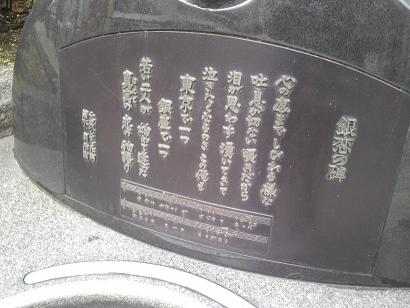 銀恋の碑
心の底まで しびれる様な
吐息が切ない 囁きだから
泪が思わず 湧いてきて
泣きたくなるのさ この俺も
東京で一つ
銀座で一つ
若い二人が 始めて逢った
真実の 恋の物語り